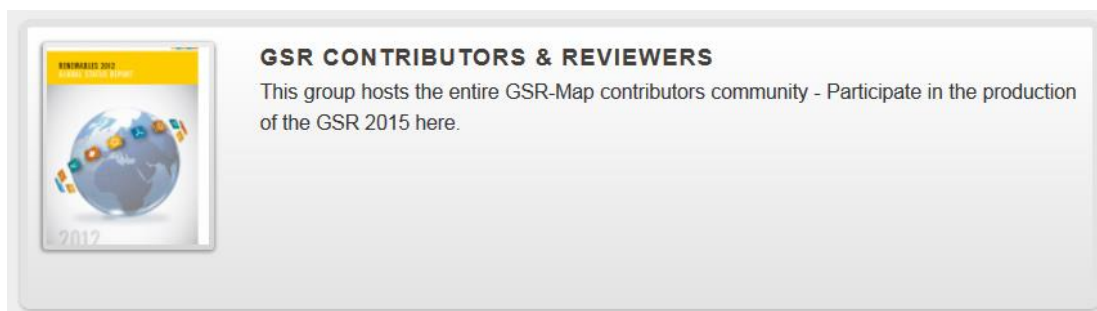 RENEWABLES 2012
GLOBAL STATUS REPORT
2012
GSR CONTRIBUTORS & REVIEWERS
This group hosts the entire GSR-Map contributors community - Participate in the production
of the GSR 2015 here.